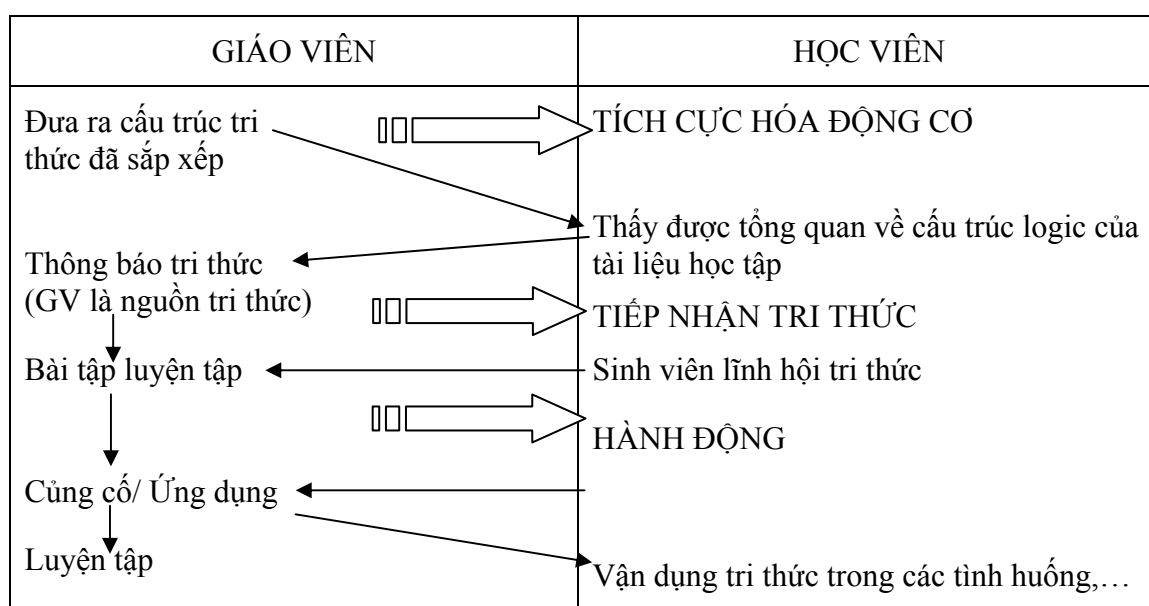 GIÁO VIÊN
HỌC VIÊN
Đưa ra cấu trúc tri
thức đã sắp xếp
TÍCH CỰC HÓA ĐỘNG CƠ
Thấy được tổng quan về cấu trúc logic của
tài liệu học tập
Thông báo tri thức
(GV là nguồn tri thức)
TIẾP NHẬN TRI THỨC
Bài tập luyện tập
Sinh viên lĩnh hội tri thức
HÀNH ĐỘNG
Củng cố/ Ứng dụng
Luyện tập
Vận dụng tri thức trong các tình huống,…